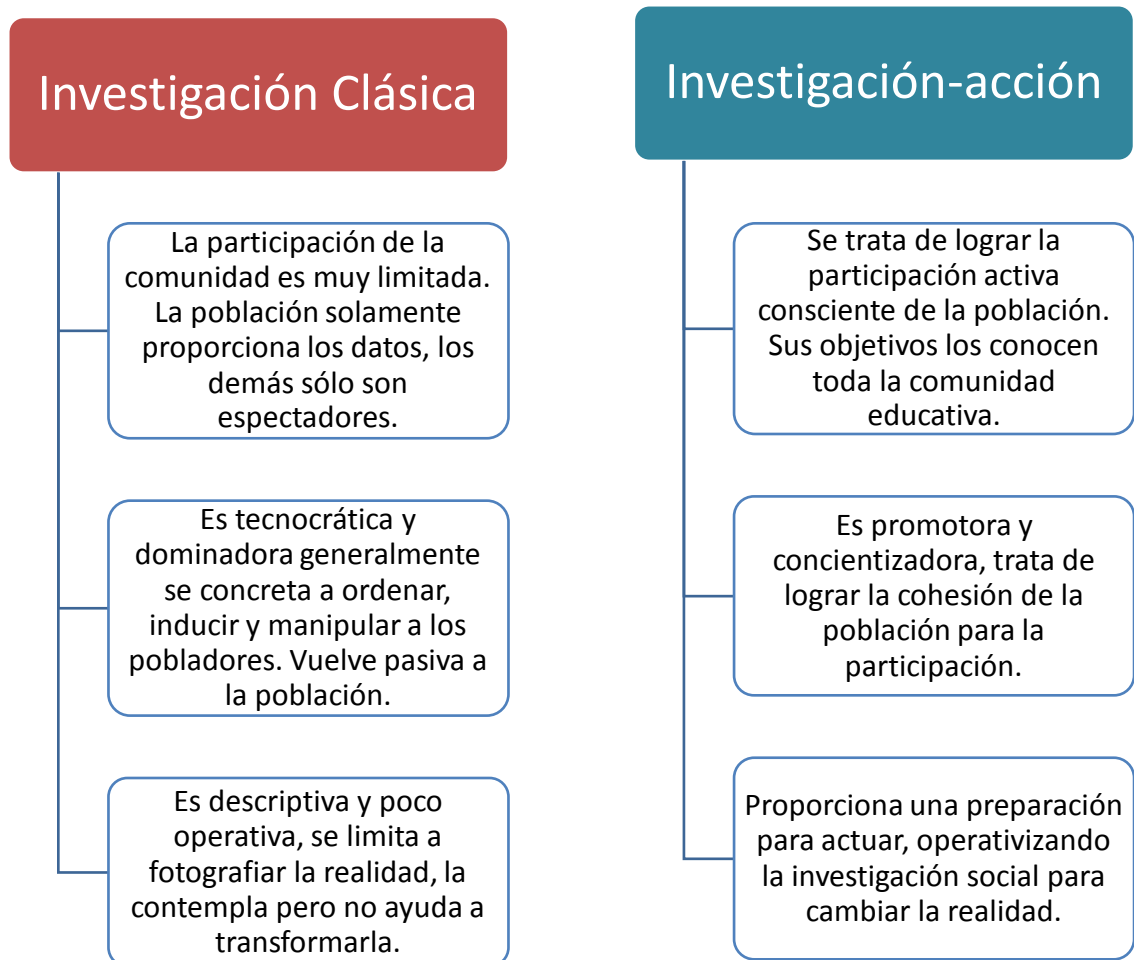 Investigación Clásica
La participación de la
comunidad es muy limitada.
La población solamente
proporciona los datos, los
demás sólo son
espectadores.
Es tecnocrática y
dominadora generalmente
se concreta a ordenar,
inducir y manipular a los
pobladores. Vuelve pasiva a
la población.
Es descriptiva y poco
operativa, se limita a
fotografiar la realidad, la
contempla pero no ayuda a
transformarla.
Investigación-acción
Se trata de lograr la
participación activa
consciente de la población.
Sus objetivos los conocen
toda la comunidad
educativa.
Es promotora y
concientizadora, trata de
lograr la cohesión de la
población para la
participación.
Proporciona una preparación
para actuar, operativizando
la investigación social para
cambiar la realidad.